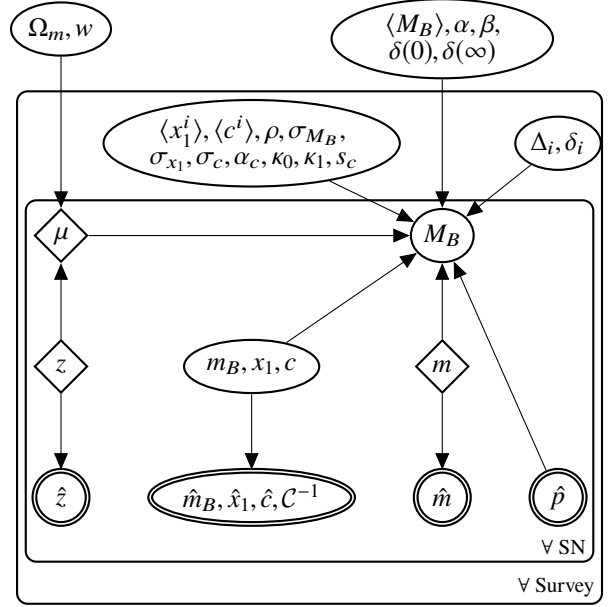 Ω_m, w
⟨M_B⟩, α, β,
δ(0), δ(∞)
⟨x_1^i⟩, ⟨c^i⟩, ρ, σ_{M_B},
σ_{x_1}, σ_c, α_c, κ_0, κ_1, s_c
Δ_i, δ_i
μ
M_B
z
m_B, x_1, c
m
ẑ
m̂_B, x̂_1, ĉ, C^{-1}
m̂
p̂
∀ SN
∀ Survey